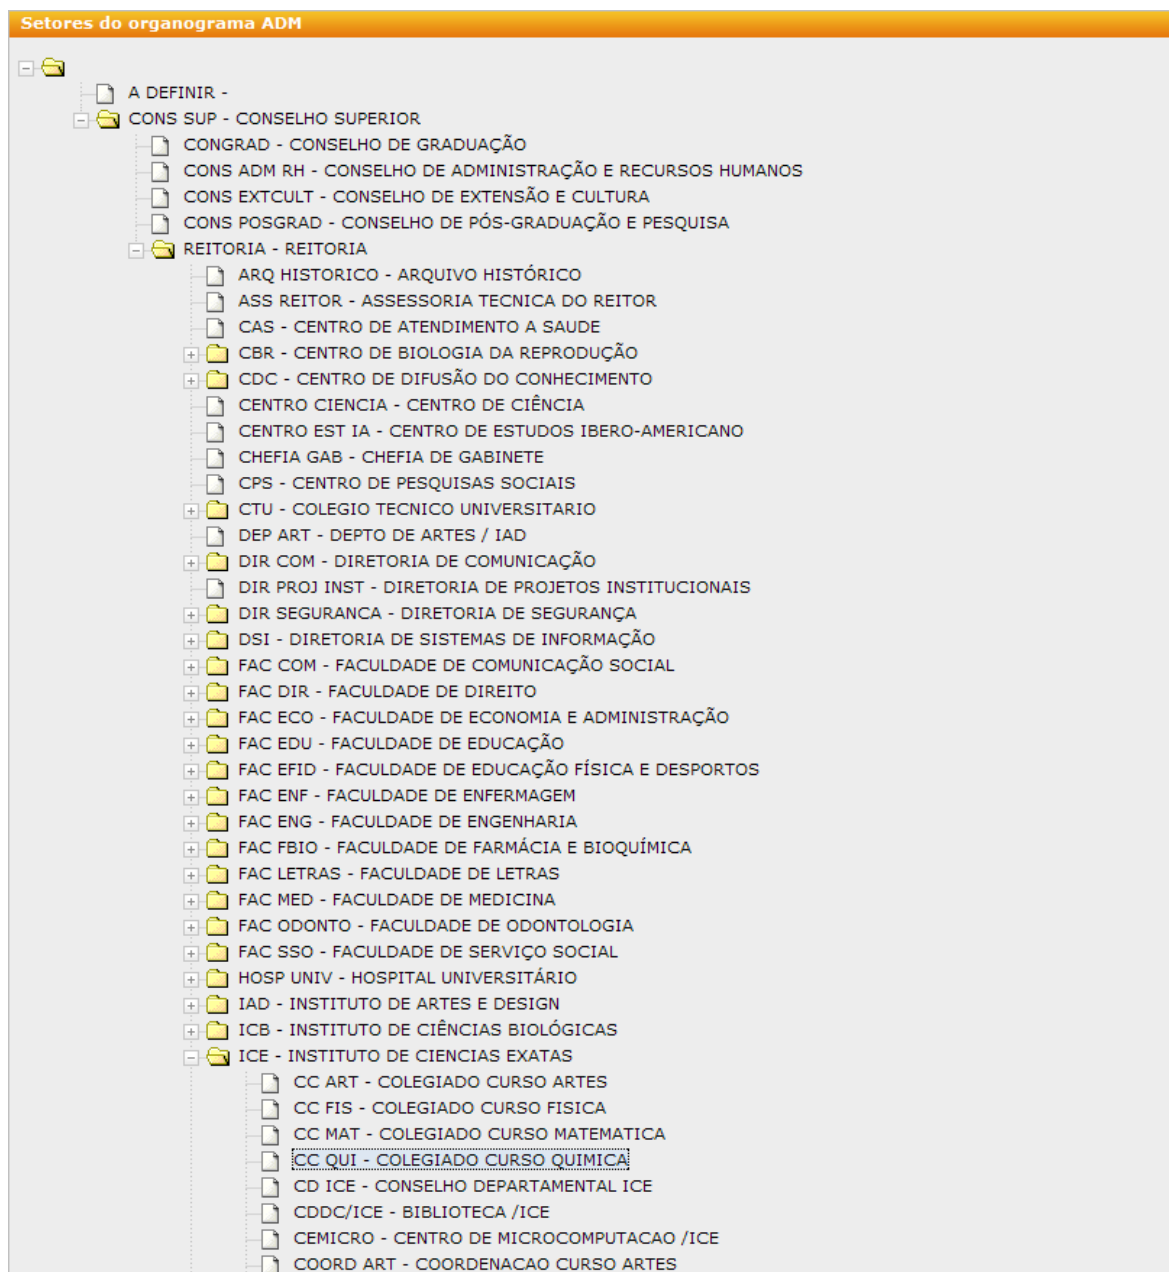 Setores do organograma ADM
A DEFINIR -
CONS SUP - CONSELHO SUPERIOR
CONGRAD - CONSELHO DE GRADUAÇÃO
CONS ADM RH - CONSELHO DE ADMINISTRAÇÃO E RECURSOS HUMANOS
CONS EXTCULT - CONSELHO DE EXTENSÃO E CULTURA
CONS POSGRAD - CONSELHO DE PÓS-GRADUAÇÃO E PESQUISA
REITORIA - REITORIA
ARQ HISTORICO - ARQUIVO HISTÓRICO
ASS REITOR - ASSESSORIA TECNICA DO REITOR
CAS - CENTRO DE ATENDIMENTO A SAUDE
CBR - CENTRO DE BIOLOGIA DA REPRODUÇÃO
CDC - CENTRO DE DIFUSÃO DO CONHECIMENTO
CENTRO CIENCIA - CENTRO DE CIÊNCIA
CENTRO EST IA - CENTRO DE ESTUDOS IBERO-AMERICANO
CHEFIA GAB - CHEFIA DE GABINETE
CPS - CENTRO DE PESQUISAS SOCIAIS
CTU - COLEGIO TECNICO UNIVERSITARIO
DEP ART - DEPTO DE ARTES / IAD
DIR COM - DIRETORIA DE COMUNICAÇÃO
DIR PROJ INST - DIRETORIA DE PROJETOS INSTITUCIONAIS
DIR SEGURANCA - DIRETORIA DE SEGURANÇA
DSI - DIRETORIA DE SISTEMAS DE INFORMAÇÃO
FAC COM - FACULDADE DE COMUNICAÇÃO SOCIAL
FAC DIR - FACULDADE DE DIREITO
FAC ECO - FACULDADE DE ECONOMIA E ADMINISTRAÇÃO
FAC EDU - FACULDADE DE EDUCAÇÃO
FAC EFID - FACULDADE DE EDUCAÇÃO FÍSICA E DESPORTOS
FAC ENF - FACULDADE DE ENFERMAGEM
FAC ENG - FACULDADE DE ENGENHARIA
FAC FBIO - FACULDADE DE FARMÁCIA E BIOQUÍMICA
FAC LETRAS - FACULDADE DE LETRAS
FAC MED - FACULDADE DE MEDICINA
FAC ODONTO - FACULDADE DE ODONTOLOGIA
FAC SSO - FACULDADE DE SERVIÇO SOCIAL
HOSP UNIV - HOSPITAL UNIVERSITÁRIO
IAD - INSTITUTO DE ARTES E DESIGN
ICB - INSTITUTO DE CIÊNCIAS BIOLÓGICAS
ICE - INSTITUTO DE CIENCIAS EXATAS
CC ART - COLEGIADO CURSO ARTES
CC FIS - COLEGIADO CURSO FISICA
CC MAT - COLEGIADO CURSO MATEMATICA
CC QUI - COLEGIADO CURSO QUIMICA
CD ICE - CONSELHO DEPARTAMENTAL ICE
CDDC/ICE - BIBLIOTECA /ICE
CEMICRO - CENTRO DE MICROCOMPUTACAO /ICE
COORD ART - COORDENACAO CURSO ARTES